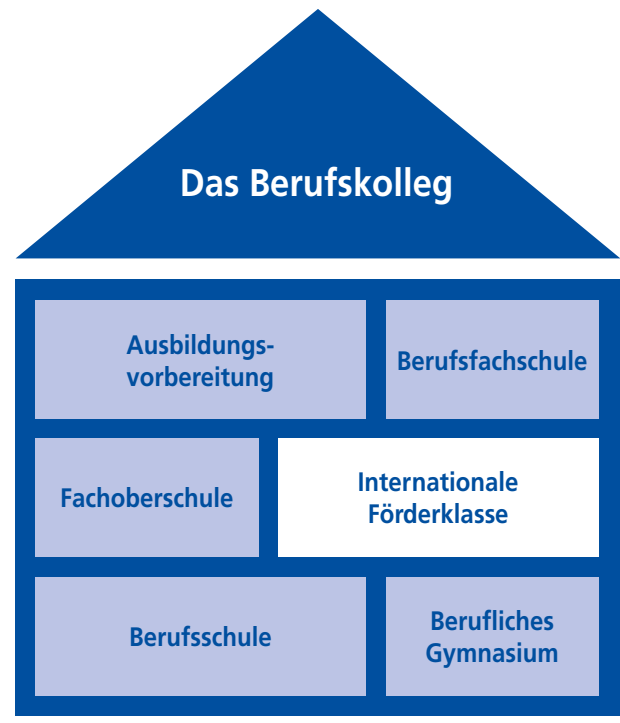 Das Berufskolleg
Ausbildungs-
vorbereitung
Berufsfachschule
Fachoberschule
Internationale
Förderklasse
Berufsschule
Berufliches
Gymnasium